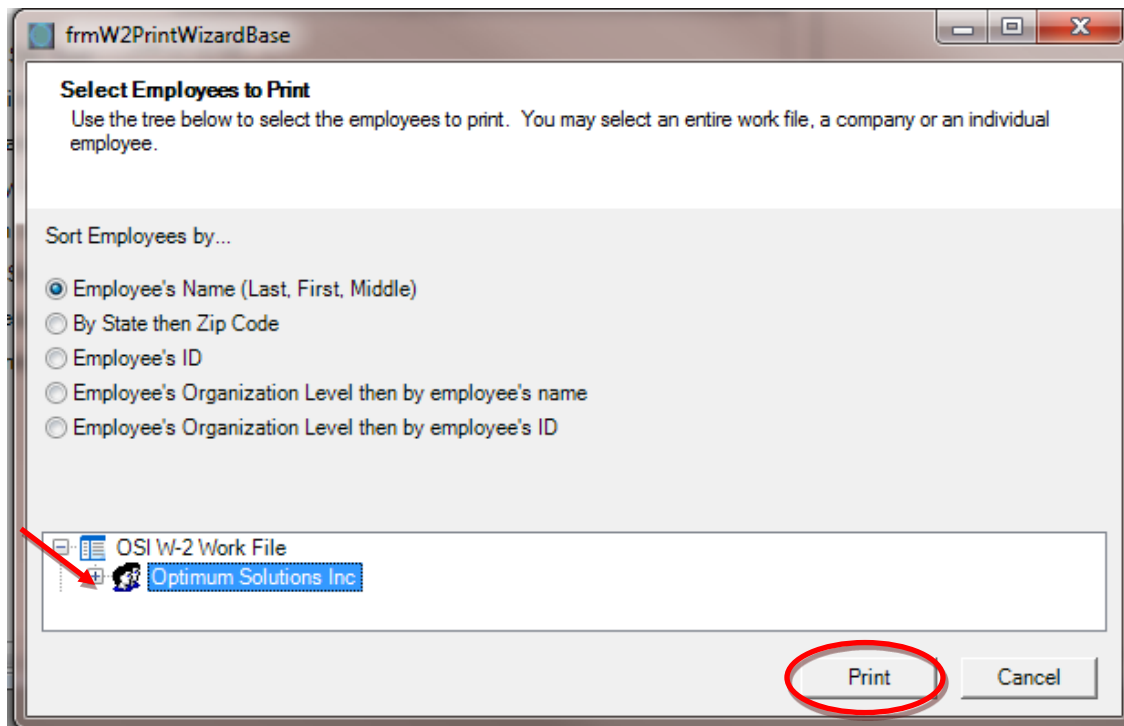 frmW2PrintWizardBase
Select Employees to Print
Use the tree below to select the employees to print.  You may select an entire work file, a company or an individual
employee.
Sort Employees by...
Employee's Name (Last, First, Middle)
By State then Zip Code
Employee's ID
Employee's Organization Level then by employee's name
Employee's Organization Level then by employee's ID
OSI W-2 Work File
Optimum Solutions Inc
Print
Cancel